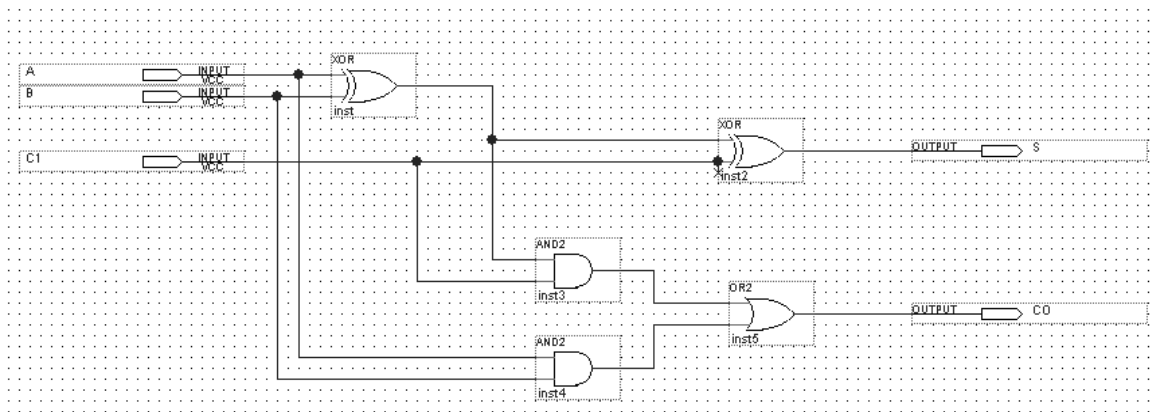 XOR
A INPUT
VCC
B INPUT
VCC
inst
XOR
C1 INPUT
VCC
OUTPUT S
inst2
AND2
inst3
OR2
OUTPUT CO
AND2
inst5
inst4